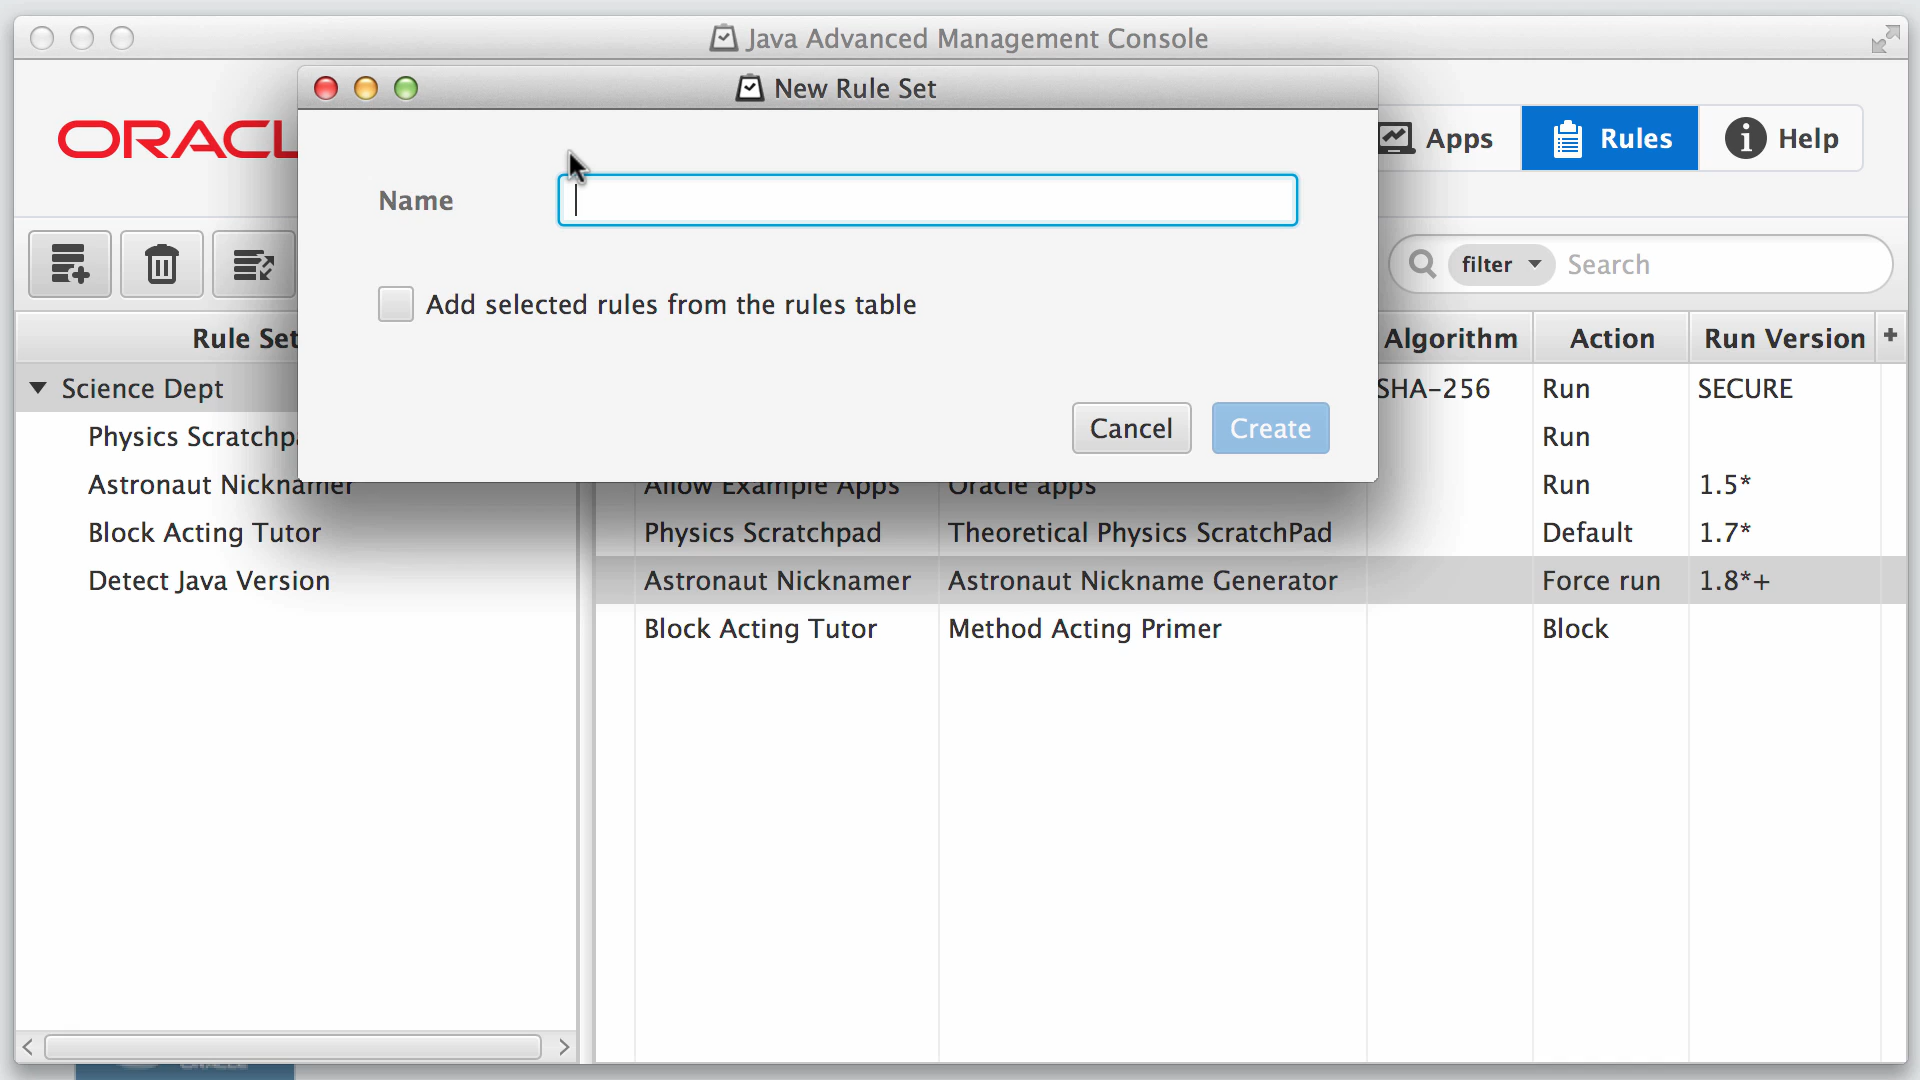 Java Advanced Management Console
New Rule Set
ORACL
Apps
Rules
Help
Name
filter
Search
Add selected rules from the rules table
Rule Set
Algorithm
Action
Run Version
+
Science Dept
SHA-256
Run
SECURE
Cancel
Create
Physics Scratchpa
Run
Astronaut Nicknamer
Allow Example Apps
Oracle apps
Run
1.5*
Block Acting Tutor
Physics Scratchpad
Theoretical Physics ScratchPad
Default
1.7*
Detect Java Version
Astronaut Nicknamer
Astronaut Nickname Generator
Force run
1.8*+
Block Acting Tutor
Method Acting Primer
Block